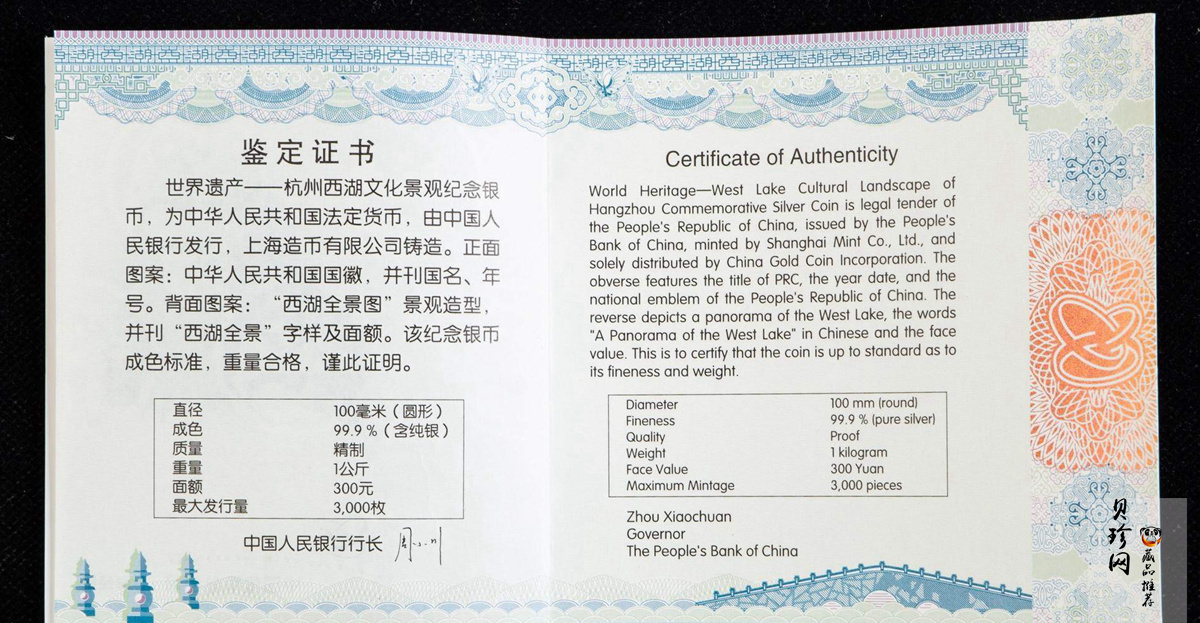 鉴定证书
世界遗产——杭州西湖文化景观纪念银
币，为中华人民共和国法定货币，由中国人
民银行发行，上海造币有限公司铸造。正面
图案：中华人民共和国国徽，并刊国名、年
号。背面图案：“西湖全景图”景观造型，
并刊“西湖全景”字样及面额。该纪念银币
成色标准，重量合格，谨此证明。
直径 100毫米（圆形）
成色 99.9％（含纯银）
质量 精制
重量 1公斤
面额 300元
最大发行量 3,000枚
中国人民银行行长
Certificate of Authenticity
World Heritage—West Lake Cultural Landscape of
Hangzhou Commemorative Silver Coin is legal tender of
the People's Republic of China, issued by the People's
Bank of China, minted by Shanghai Mint Co., Ltd., and
solely distributed by China Gold Coin Incorporation. The
obverse features the title of PRC, the year date, and the
national emblem of the People's Republic of China. The
reverse depicts a panorama of the West Lake, the words
"A Panorama of the West Lake" in Chinese and the face
value. This is to certify that the coin is up to standard as to
its fineness and weight.
Diameter 100 mm (round)
Fineness 99.9 % (pure silver)
Quality Proof
Weight 1 kilogram
Face Value 300 Yuan
Maximum Mintage 3,000 pieces
Zhou Xiaochuan
Governor
The People's Bank of China
贝珍网
藏品推荐